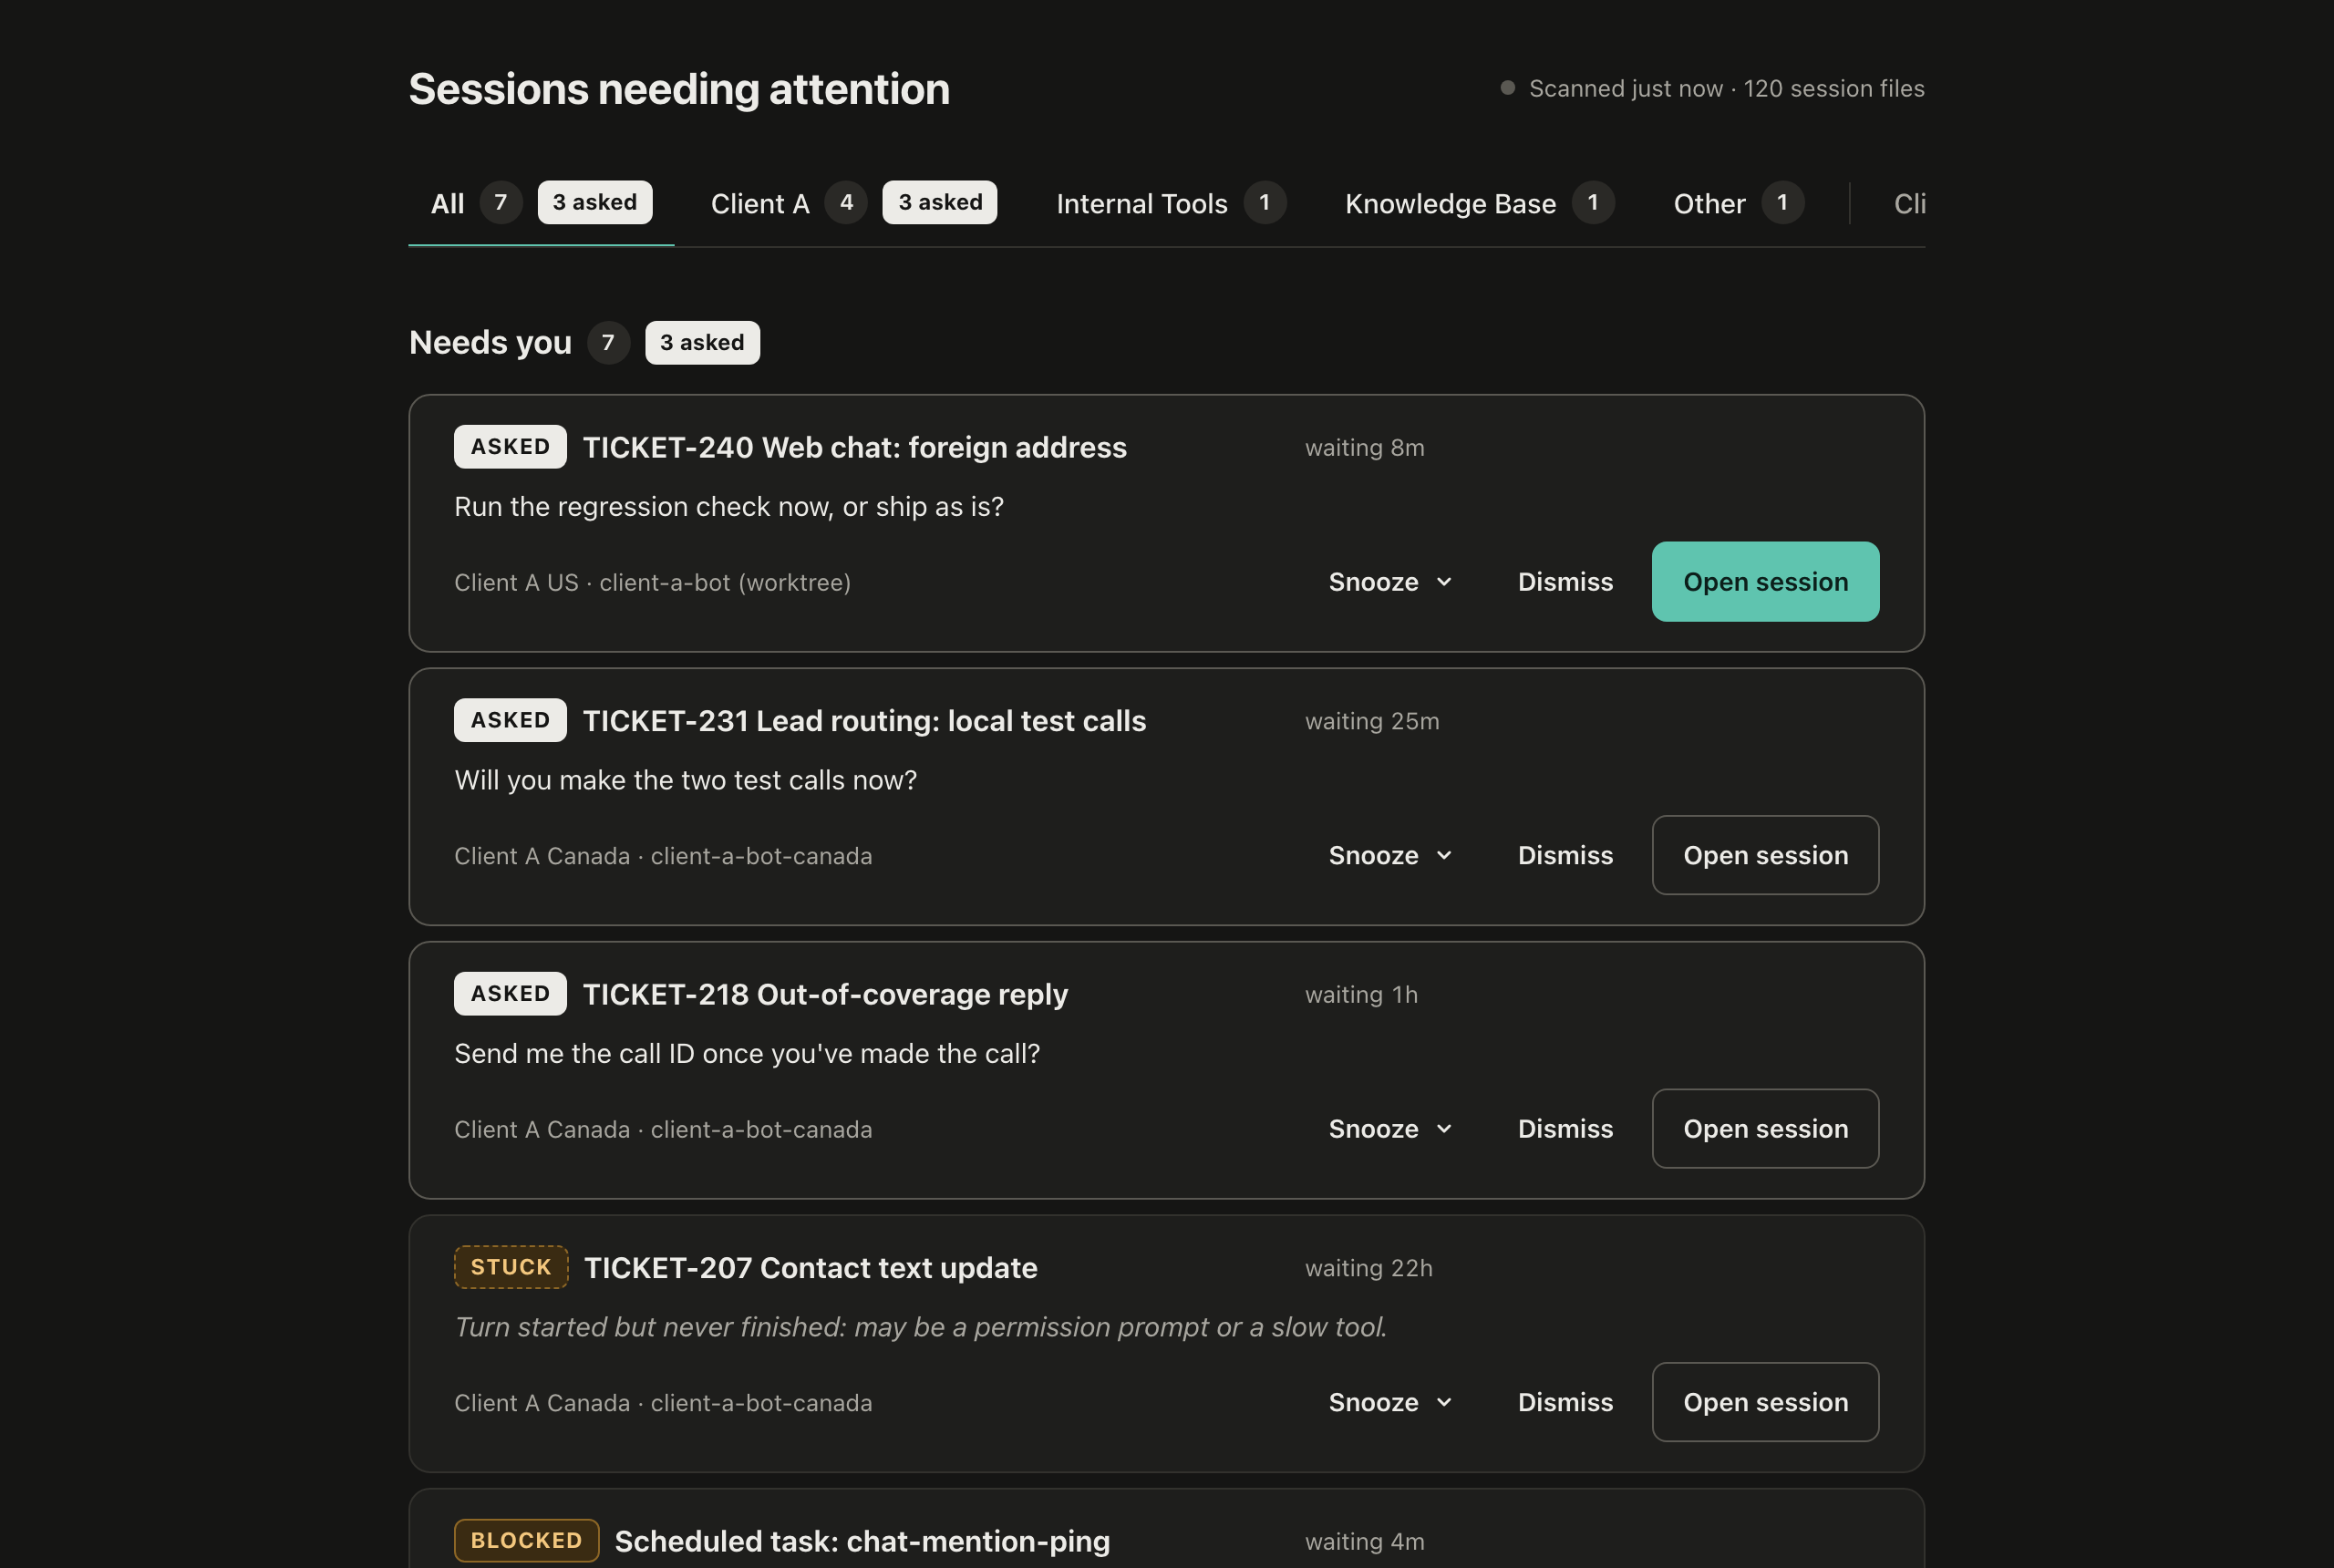 Sessions needing attention
Scanned just now · 120 session files
All 7 3 asked Client A 4 3 asked Internal Tools 1 Knowledge Base 1 Other 1 Cli
Needs you 7 3 asked
ASKED TICKET-240 Web chat: foreign address waiting 8m
Run the regression check now, or ship as is?
Client A US · client-a-bot (worktree) Snooze Dismiss Open session
ASKED TICKET-231 Lead routing: local test calls waiting 25m
Will you make the two test calls now?
Client A Canada · client-a-bot-canada Snooze Dismiss Open session
ASKED TICKET-218 Out-of-coverage reply waiting 1h
Send me the call ID once you've made the call?
Client A Canada · client-a-bot-canada Snooze Dismiss Open session
STUCK TICKET-207 Contact text update waiting 22h
Turn started but never finished: may be a permission prompt or a slow tool.
Client A Canada · client-a-bot-canada Snooze Dismiss Open session
BLOCKED Scheduled task: chat-mention-ping waiting 4m